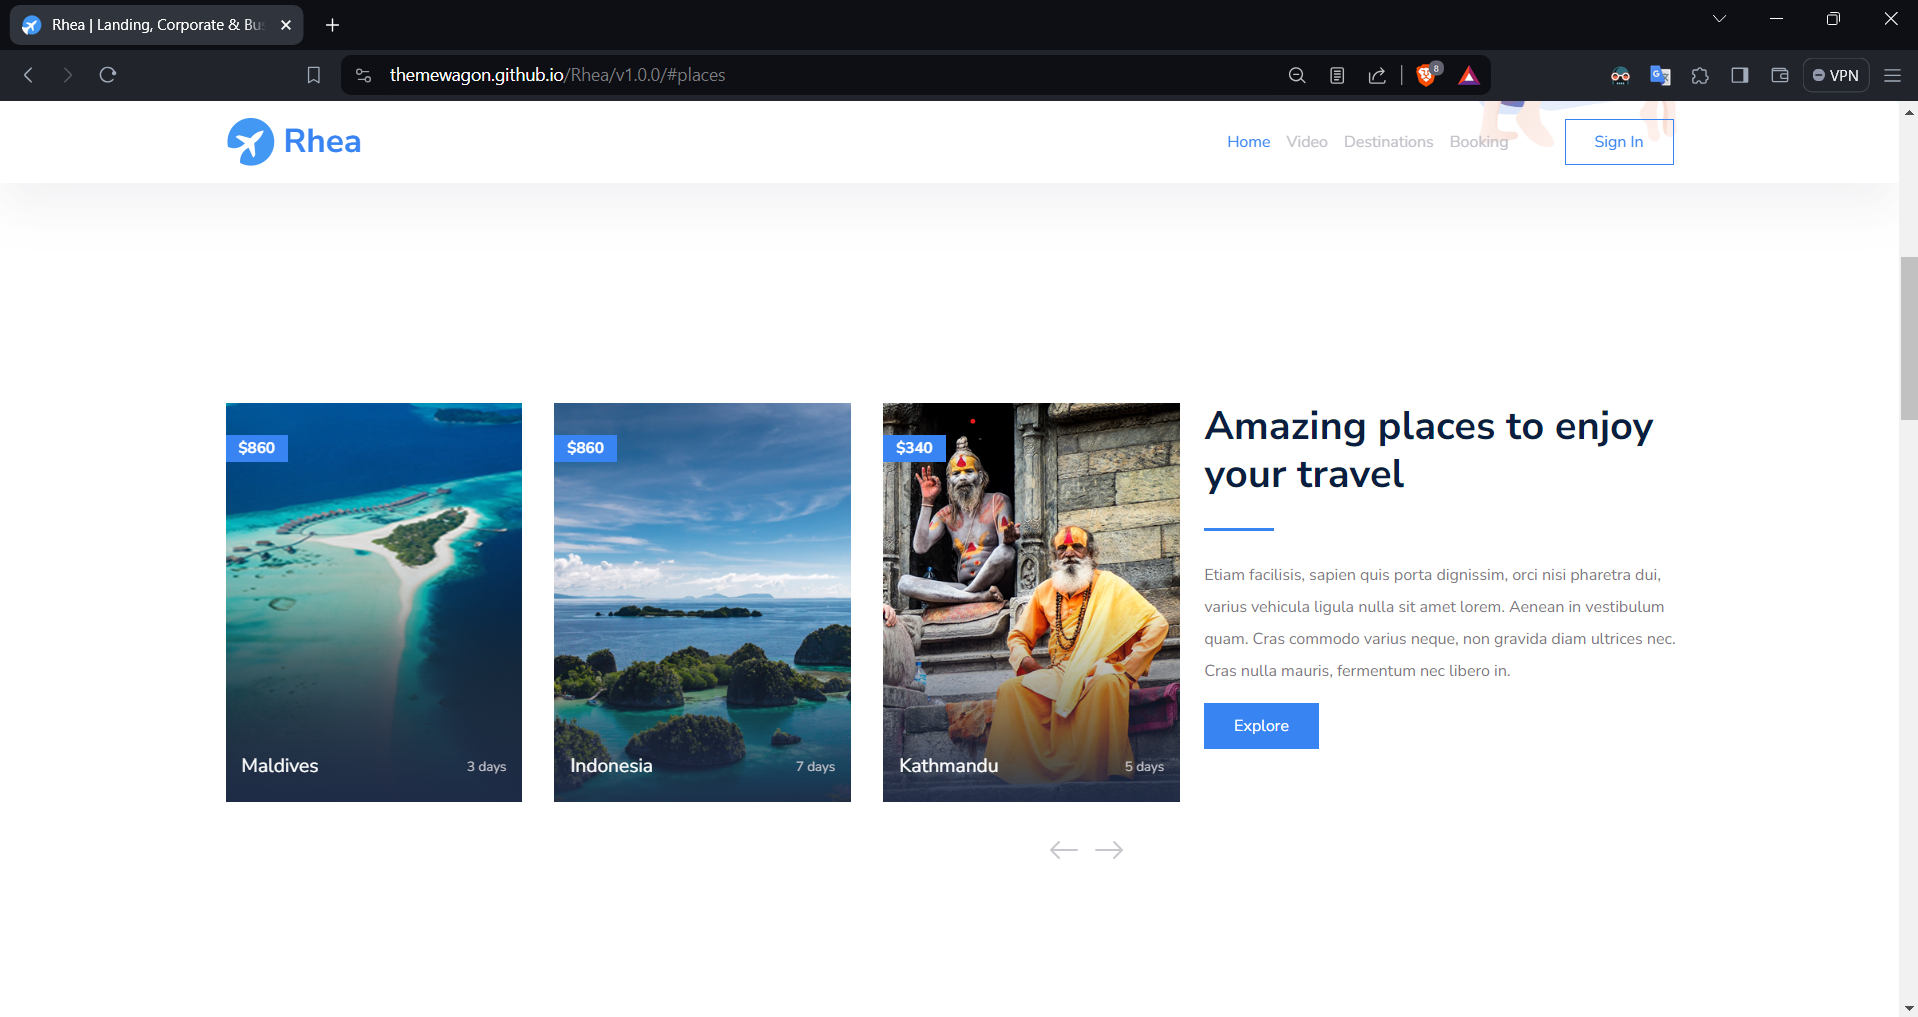 Rhea | Landing, Corporate & Bus
themewagon.github.io/Rhea/v1.0.0/#places
8
VPN
Rhea
Home Video Destinations Booking Sign In
$860
$860
$340
Maldives 3 days
Indonesia 7 days
Kathmandu 5 days
Amazing places to enjoy
your travel
Etiam facilisis, sapien quis porta dignissim, orci nisi pharetra dui,
varius vehicula ligula nulla sit amet lorem. Aenean in vestibulum
quam. Cras commodo varius neque, non gravida diam ultrices nec.
Cras nulla mauris, fermentum nec libero in.
Explore